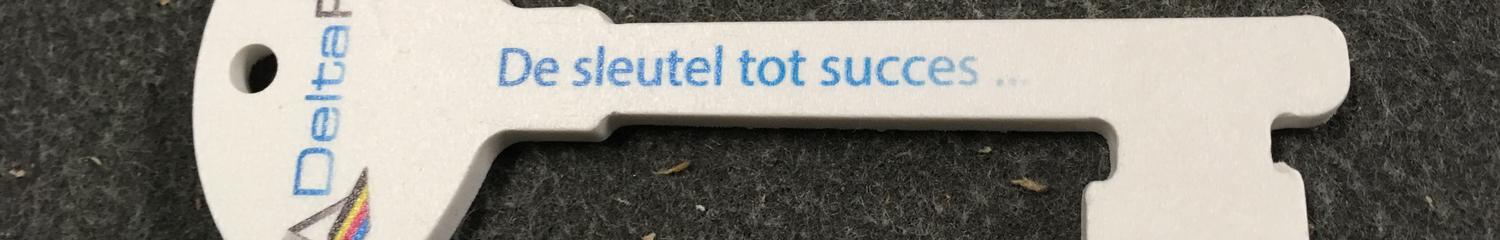 De sleutel tot succes ...
Delta